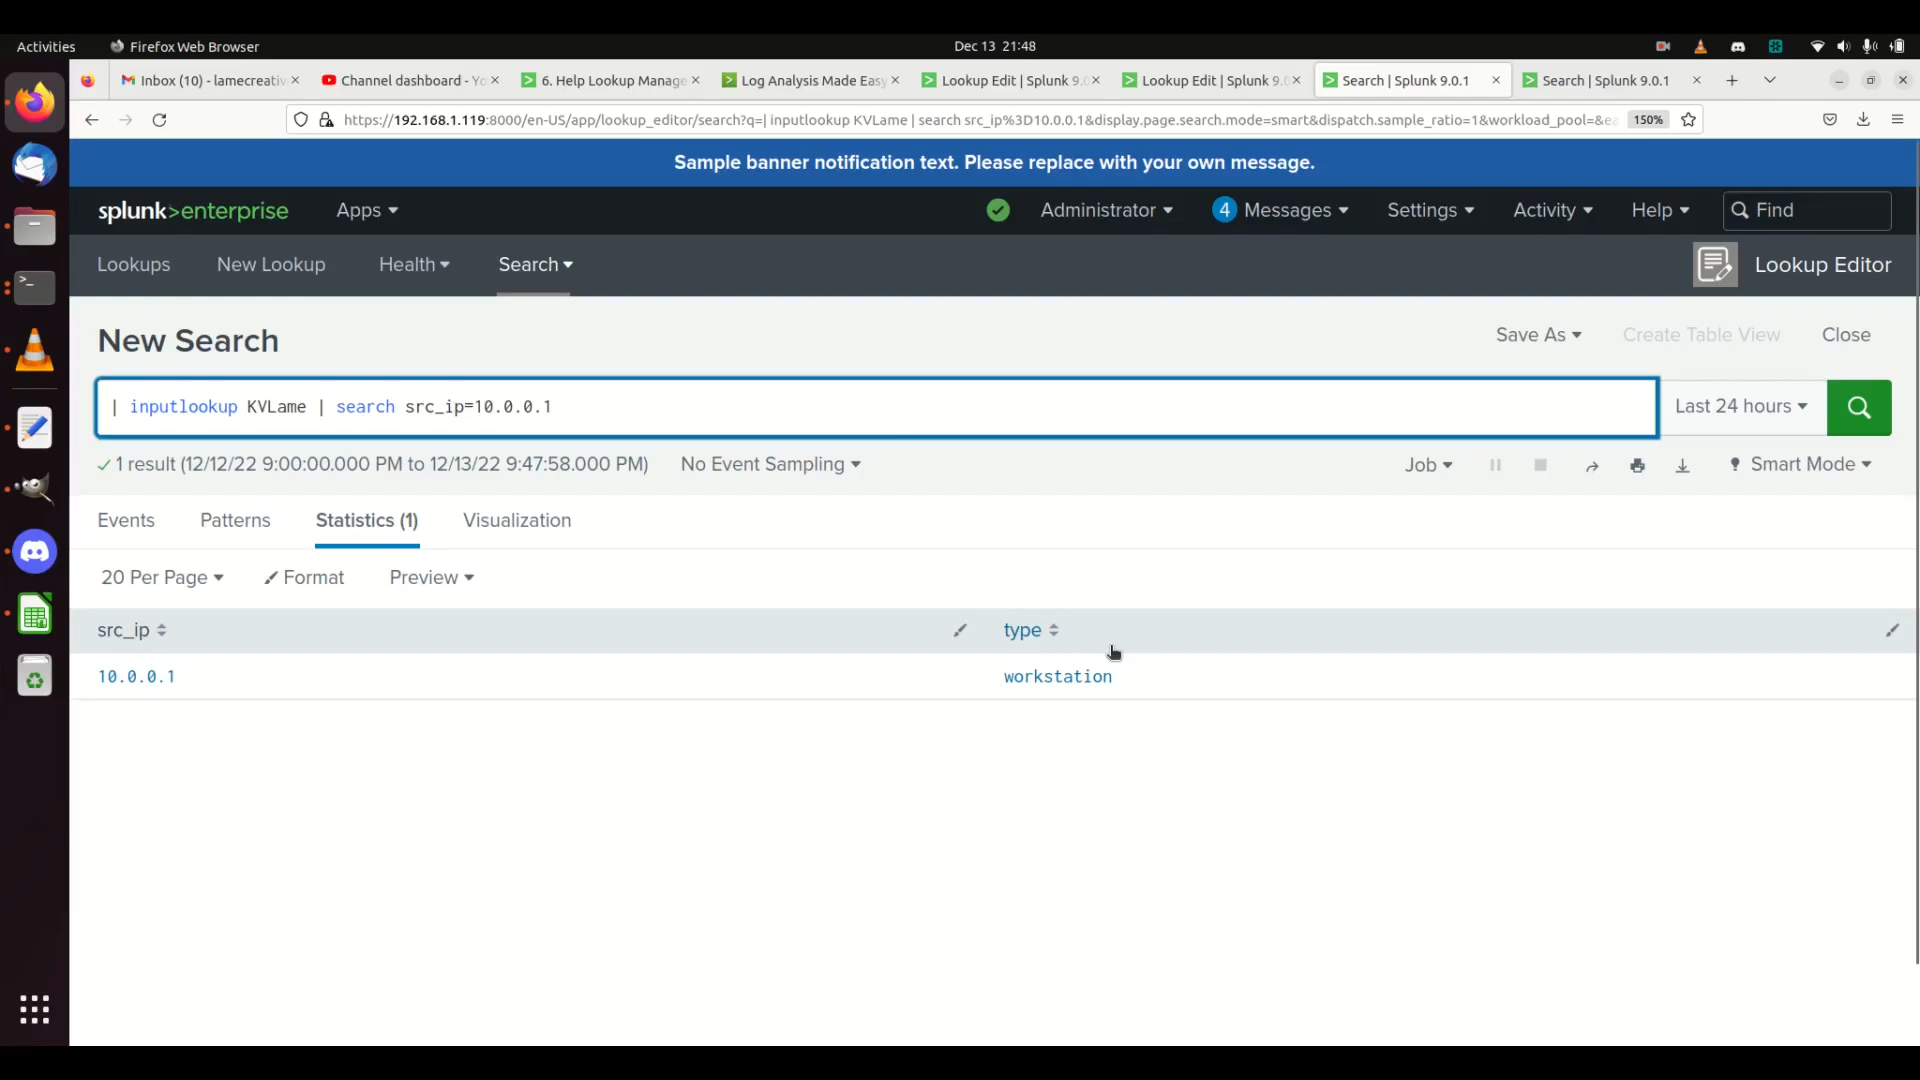 Activities Firefox Web Browser Dec 13 21:48
Inbox (10) - lamecreativ Channel dashboard - Yo 6. Help Lookup Manage Log Analysis Made Easy Lookup Edit | Splunk 9.0 Lookup Edit | Splunk 9.0 Search | Splunk 9.0.1 Search | Splunk 9.0.1
https://192.168.1.119:8000/en-US/app/lookup_editor/search?q=| inputlookup KVLame | search src_ip%3D10.0.0.1&display.page.search.mode=smart&dispatch.sample_ratio=1&workload_pool=&ea 150%
Sample banner notification text. Please replace with your own message.
splunk>enterprise Apps Administrator 4 Messages Settings Activity Help Find
Lookups New Lookup Health Search Lookup Editor
New Search Save As Create Table View Close
| inputlookup KVLame | search src_ip=10.0.0.1 Last 24 hours
1 result (12/12/22 9:00:00.000 PM to 12/13/22 9:47:58.000 PM) No Event Sampling Job Smart Mode
Events Patterns Statistics (1) Visualization
20 Per Page Format Preview
src_ip type
10.0.0.1 workstation